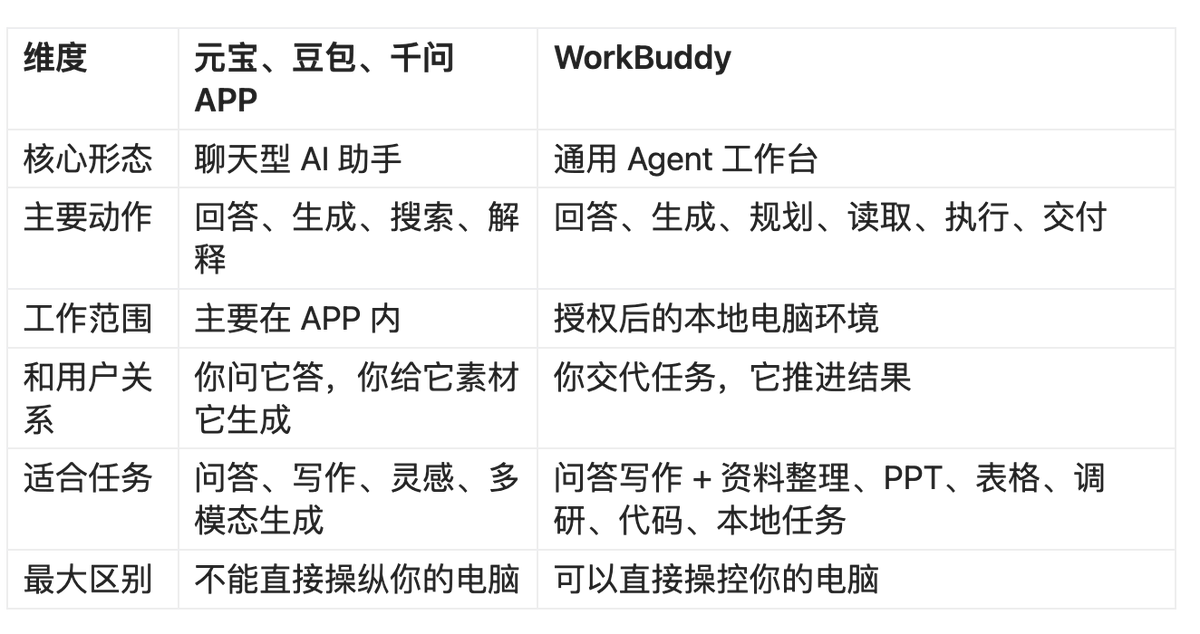 维度
元宝、豆包、千问
APP
WorkBuddy
核心形态
聊天型 AI 助手
通用 Agent 工作台
主要动作
回答、生成、搜索、解
释
回答、生成、规划、读取、执行、交付
工作范围
主要在 APP 内
授权后的本地电脑环境
和用户关
系
你问它答，你给它素材
它生成
你交代任务，它推进结果
适合任务
问答、写作、灵感、多
模态生成
问答写作 + 资料整理、PPT、表格、调
研、代码、本地任务
最大区别
不能直接操纵你的电脑
可以直接操控你的电脑